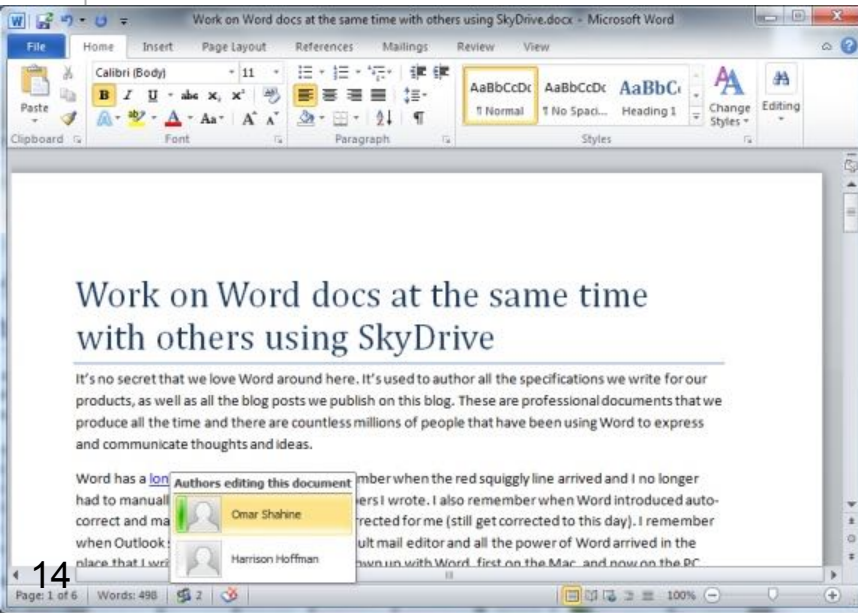 Work on Word docs at the same time with others using SkyDrive.docx - Microsoft Word
File Home Insert Page Layout References Mailings Review View
Calibri (Body) 11
Paste
B I U abc x, x²
Aa A A
AaBbCcDc AaBbCcDc AaBbC
¶ Normal ¶ No Spaci... Heading 1
Change Styles
Editing
Clipboard Font Paragraph Styles
Work on Word docs at the same time
with others using SkyDrive
It's no secret that we love Word around here. It's used to author all the specifications we write for our
products, as well as all the blog posts we publish on this blog. These are professional documents that we
produce all the time and there are countless millions of people that have been using Word to express
and communicate thoughts and ideas.
Word has a lon mber when the red squiggly line arrived and I no longer
had to manuall ers I wrote. I also remember when Word introduced auto-
correct and ma rrected for me (still get corrected to this day). I remember
when Outlook ult mail editor and all the power of Word arrived in the
place that I wri own up with Word, first on the Mac, and now on the PC
Authors editing this document
Omar Shahine
Harrison Hoffman
14
Page: 1 of 6 Words: 498 2 100%